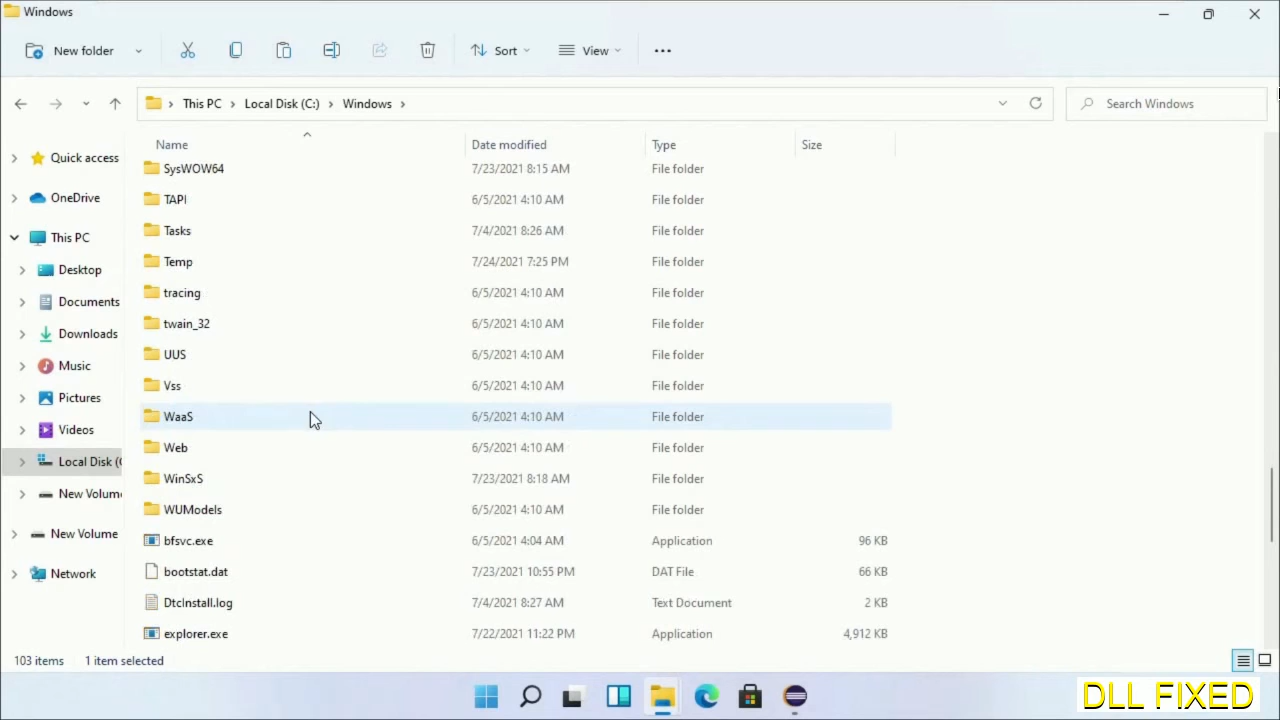 Windows
New folder
Sort
View
This PC
Local Disk (C:)
Windows
Search Windows
Name
Date modified
Type
Size
Quick access
OneDrive
This PC
Desktop
Documents
Downloads
Music
Pictures
Videos
Local Disk (C
New Volum
New Volume
Network
SysWOW64 7/23/2021 8:15 AM File folder
TAPI 6/5/2021 4:10 AM File folder
Tasks 7/4/2021 8:26 AM File folder
Temp 7/24/2021 7:25 PM File folder
tracing 6/5/2021 4:10 AM File folder
twain_32 6/5/2021 4:10 AM File folder
UUS 6/5/2021 4:10 AM File folder
Vss 6/5/2021 4:10 AM File folder
WaaS 6/5/2021 4:10 AM File folder
Web 6/5/2021 4:10 AM File folder
WinSxS 7/23/2021 8:18 AM File folder
WUModels 6/5/2021 4:10 AM File folder
bfsvc.exe 6/5/2021 4:04 AM Application 96 KB
bootstat.dat 7/23/2021 10:55 PM DAT File 66 KB
DtcInstall.log 7/4/2021 8:27 AM Text Document 2 KB
explorer.exe 7/22/2021 11:22 PM Application 4,912 KB
103 items 1 item selected
DLL FIXED